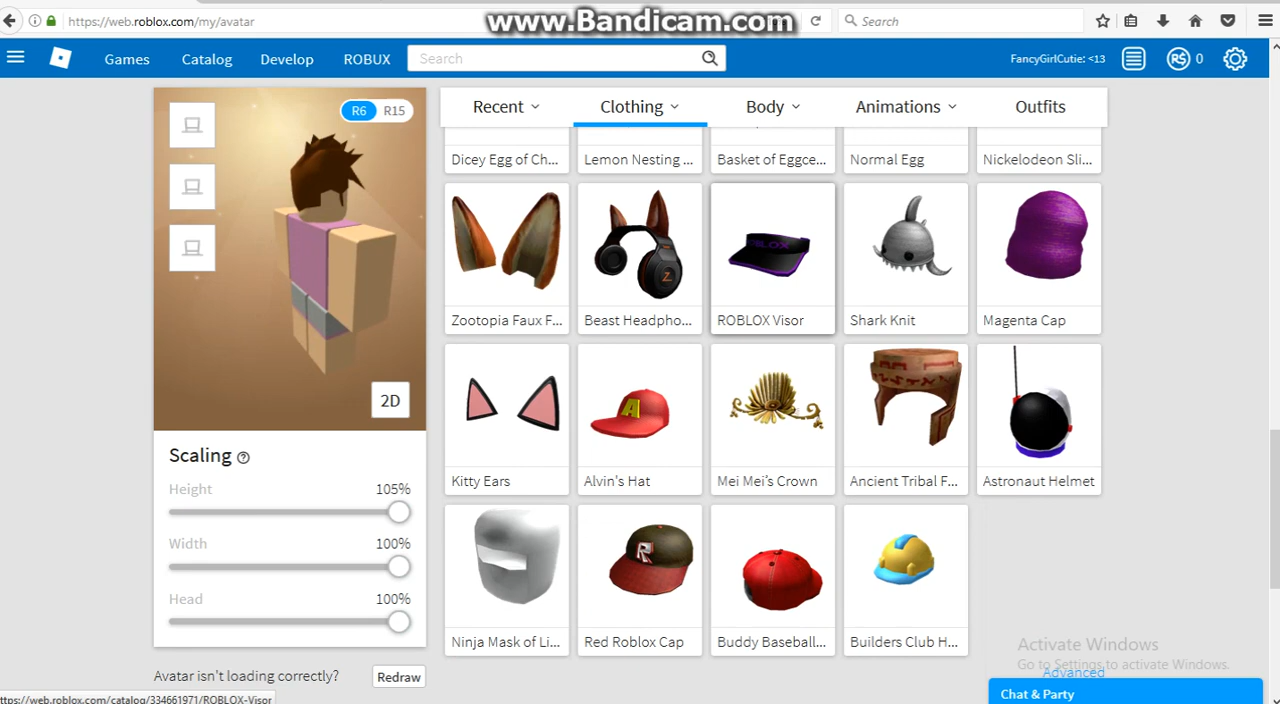 https://web.roblox.com/my/avatar
www.Bandicam.com
Search
Games
Catalog
Develop
ROBUX
Search
FancyGirlCutie: <13
R$ 0
R6
R15
2D
Recent
Clothing
Body
Animations
Outfits
Dicey Egg of Ch...
Lemon Nesting ...
Basket of Eggce...
Normal Egg
Nickelodeon Sli...
Zootopia Faux F...
Beast Headpho...
ROBLOX Visor
Shark Knit
Magenta Cap
Kitty Ears
Alvin's Hat
Mei Mei's Crown
Ancient Tribal F...
Astronaut Helmet
Ninja Mask of Li...
Red Roblox Cap
Buddy Baseball...
Builders Club H...
Scaling
Height 105%
Width 100%
Head 100%
Avatar isn't loading correctly?
Redraw
Activate Windows
Go to Settings to activate Windows.
Advanced
Chat & Party
https://web.roblox.com/catalog/334661971/ROBLOX-Visor